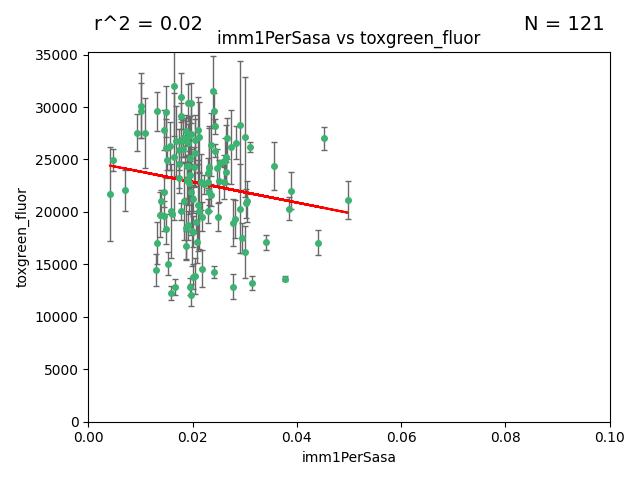 r^2 = 0.02
N = 121
imm1PerSasa vs toxgreen_fluor
35000
30000
25000
20000
15000
10000
5000
0
toxgreen_fluor
0.00
0.02
0.04
0.06
0.08
0.10
imm1PerSasa